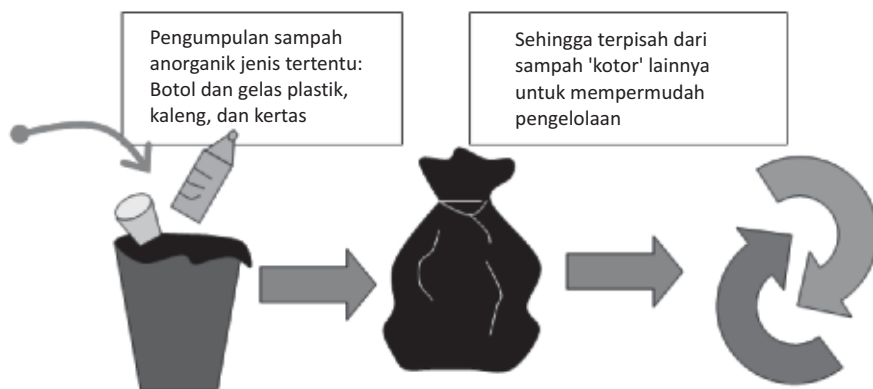 Pengumpulan sampah
anorganik jenis tertentu:
Botol dan gelas plastik,
kaleng, dan kertas
Sehingga terpisah dari
sampah 'kotor' lainnya
untuk mempermudah
pengelolaan